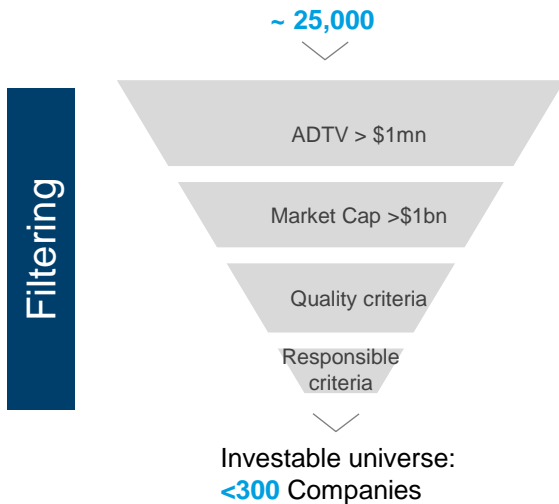 ~ 25,000
Filtering
ADTV > $1mn
Market Cap >$1bn
Quality criteria
Responsible
criteria
Investable universe:
<300 Companies